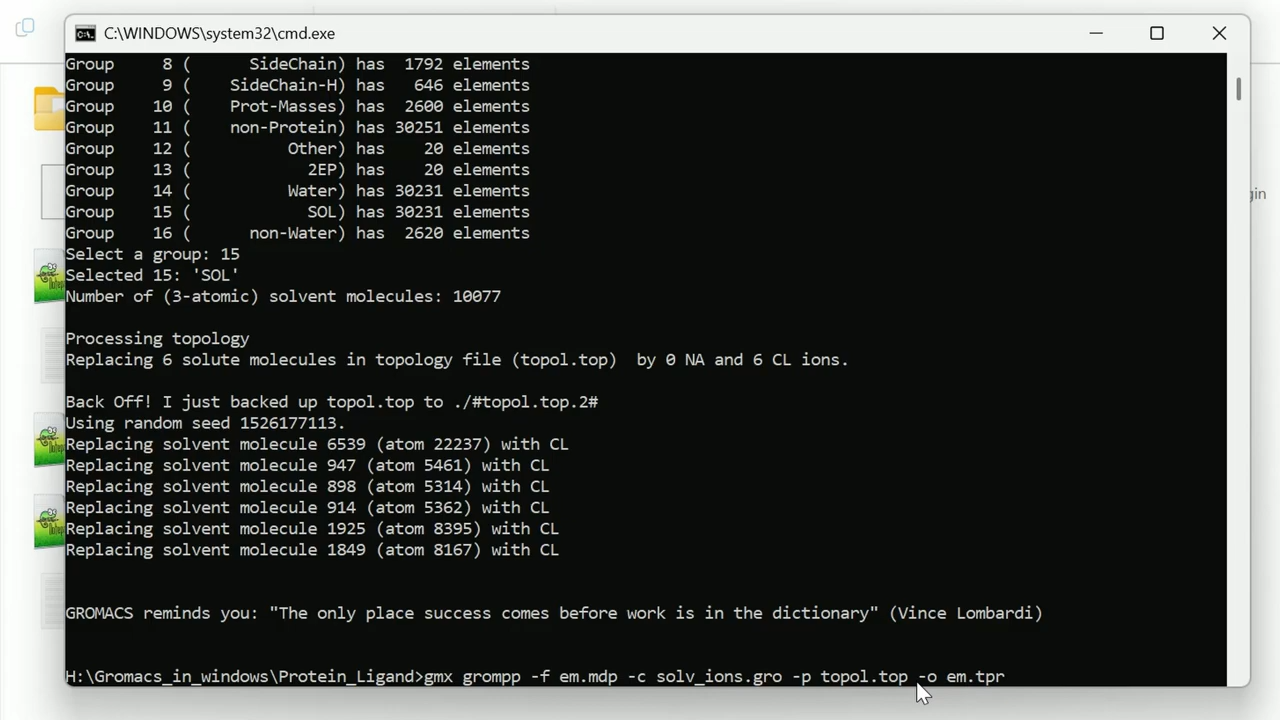 C:\WINDOWS\system32\cmd.exe
Group     8 (      SideChain) has  1792 elements
Group     9 (    SideChain-H) has   646 elements
Group    10 (    Prot-Masses) has  2600 elements
Group    11 (    non-Protein) has 30251 elements
Group    12 (          Other) has    20 elements
Group    13 (            2EP) has    20 elements
Group    14 (          Water) has 30231 elements
Group    15 (            SOL) has 30231 elements
Group    16 (      non-Water) has  2620 elements
Select a group: 15
Selected 15: 'SOL'
Number of (3-atomic) solvent molecules: 10077
Processing topology
Replacing 6 solute molecules in topology file (topol.top)  by 0 NA and 6 CL ions.
Back Off! I just backed up topol.top to ./#topol.top.2#
Using random seed 1526177113.
Replacing solvent molecule 6539 (atom 22237) with CL
Replacing solvent molecule 947 (atom 5461) with CL
Replacing solvent molecule 898 (atom 5314) with CL
Replacing solvent molecule 914 (atom 5362) with CL
Replacing solvent molecule 1925 (atom 8395) with CL
Replacing solvent molecule 1849 (atom 8167) with CL
GROMACS reminds you: "The only place success comes before work is in the dictionary" (Vince Lombardi)
H:\Gromacs_in_windows\Protein_Ligand>gmx grompp -f em.mdp -c solv_ions.gro -p topol.top -o em.tpr